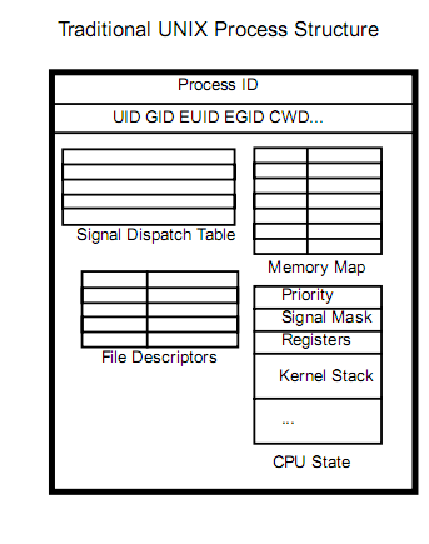 Traditional UNIX Process Structure
Process ID
UID GID EUID EGID CWD...
Signal Dispatch Table
Memory Map
File Descriptors
Priority
Signal Mask
Registers
Kernel Stack
...
CPU State